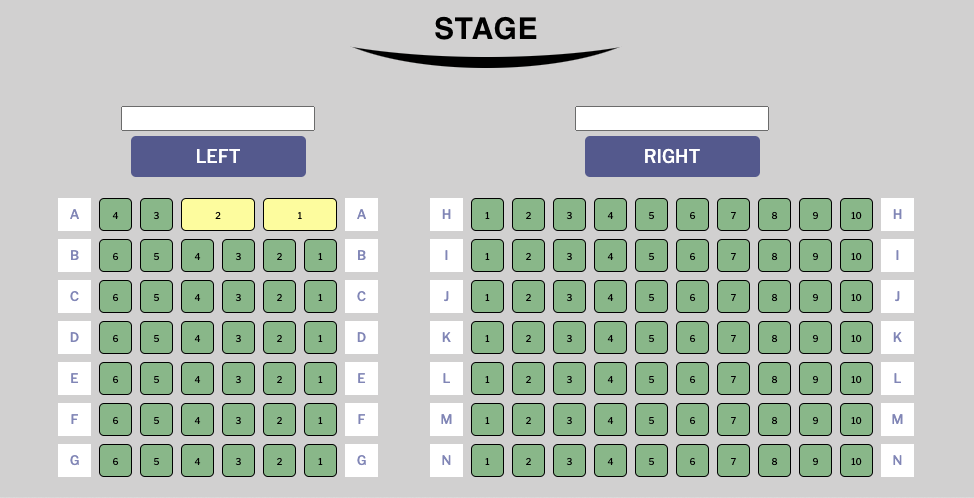 STAGE
LEFT RIGHT
A 4 3 2 1 A H 1 2 3 4 5 6 7 8 9 10 H
B 6 5 4 3 2 1 B I 1 2 3 4 5 6 7 8 9 10 I
C 6 5 4 3 2 1 C J 1 2 3 4 5 6 7 8 9 10 J
D 6 5 4 3 2 1 D K 1 2 3 4 5 6 7 8 9 10 K
E 6 5 4 3 2 1 E L 1 2 3 4 5 6 7 8 9 10 L
F 6 5 4 3 2 1 F M 1 2 3 4 5 6 7 8 9 10 M
G 6 5 4 3 2 1 G N 1 2 3 4 5 6 7 8 9 10 N